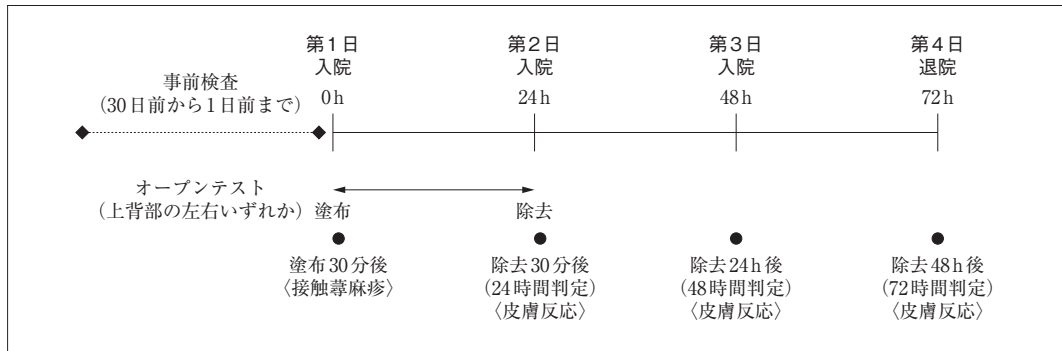 第1日
入院
第2日
入院
第3日
入院
第4日
退院
事前検査
（30日前から1日前まで）
0h
24h
48h
72h
オープンテスト
（上背部の左右いずれか）
塗布
除去
塗布30分後
〈接触蕁麻疹〉
除去30分後
（24時間判定）
〈皮膚反応〉
除去24h後
（48時間判定）
〈皮膚反応〉
除去48h後
（72時間判定）
〈皮膚反応〉